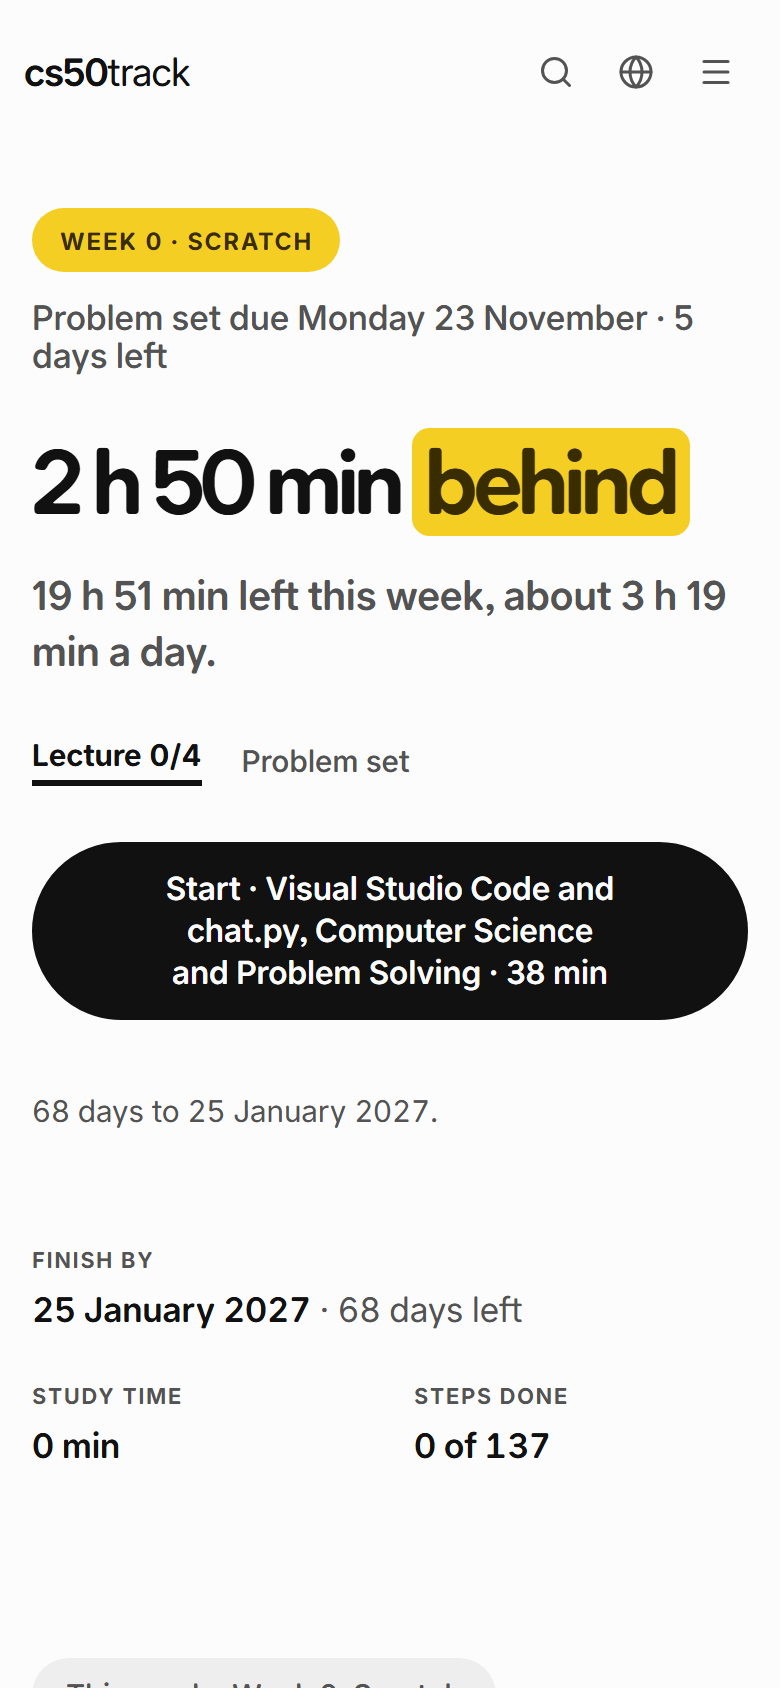 cs50track
WEEK 0 · SCRATCH
Problem set due Monday 23 November · 5
days left
2 h 50 min behind
19 h 51 min left this week, about 3 h 19
min a day.
Lecture 0/4
Problem set
Start · Visual Studio Code and
chat.py, Computer Science
and Problem Solving · 38 min
68 days to 25 January 2027.
FINISH BY
25 January 2027 · 68 days left
STUDY TIME
0 min
STEPS DONE
0 of 137